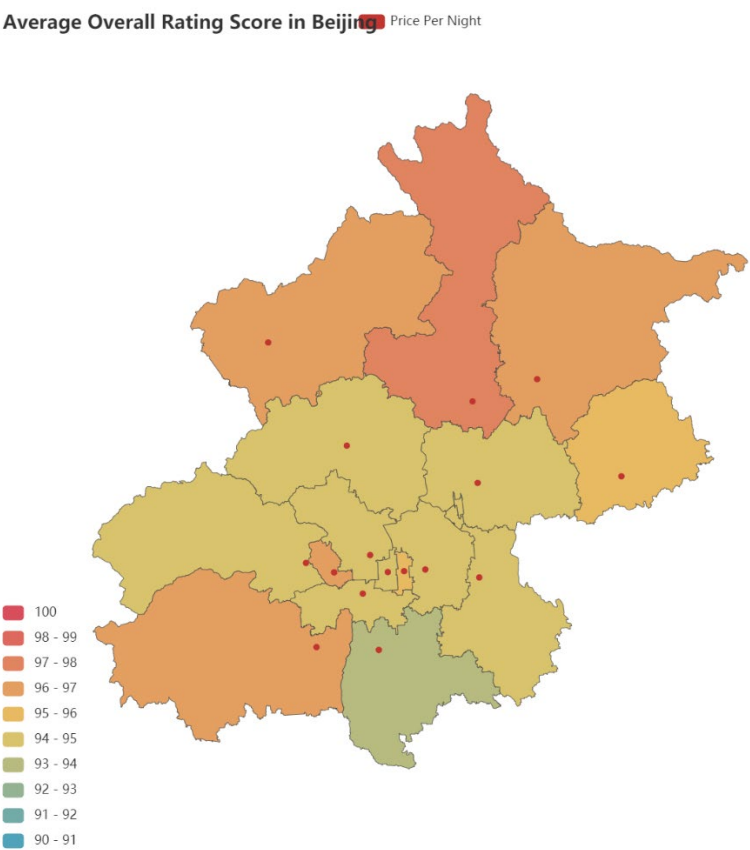 Average Overall Rating Score in Beijing
Price Per Night
100
98 - 99
97 - 98
96 - 97
95 - 96
94 - 95
93 - 94
92 - 93
91 - 92
90 - 91